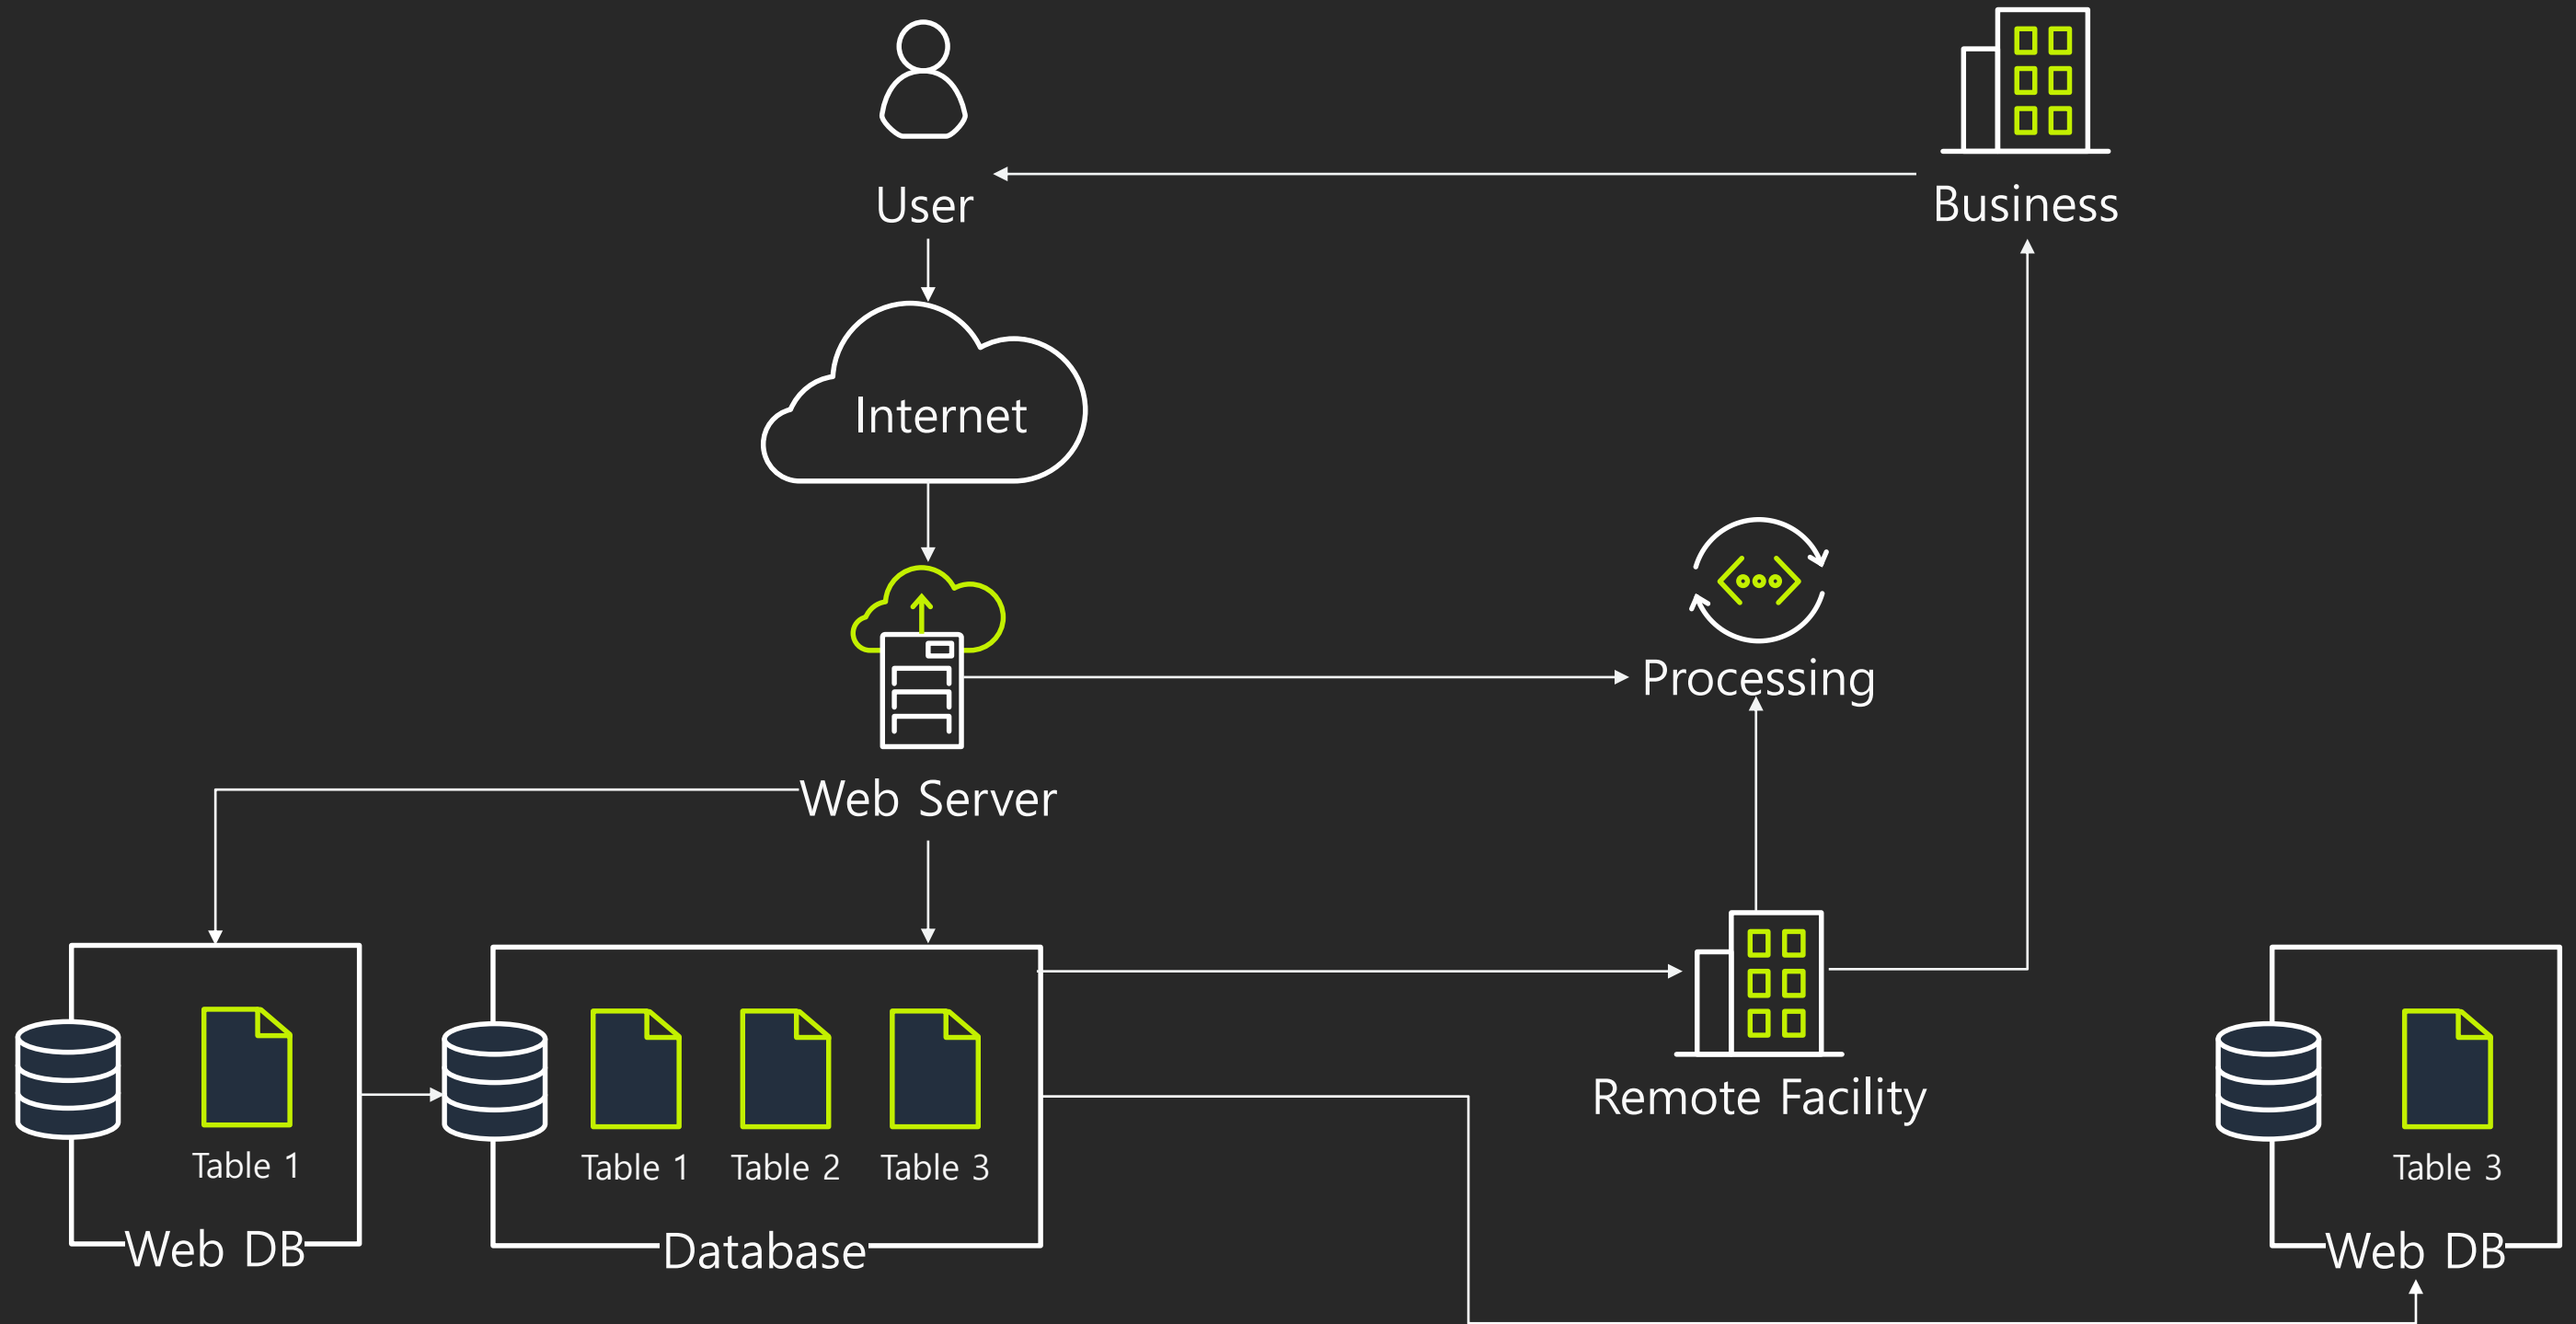 User
Business
Internet
Processing
Web Server
Remote Facility
Table 1
Table 1
Table 2
Table 3
Table 3
Web DB
Database
Web DB